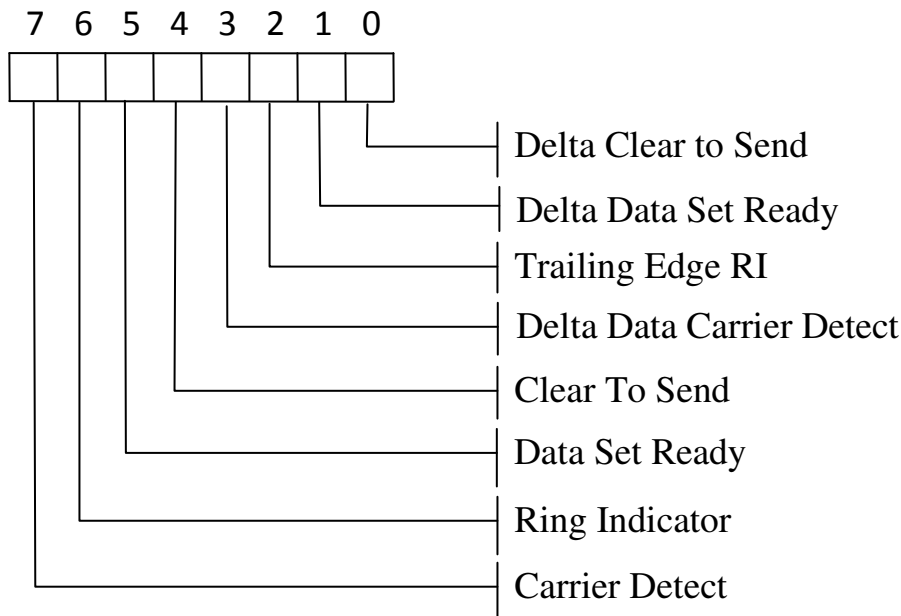 7 6 5 4 3 2 1 0
Delta Clear to Send
Delta Data Set Ready
Trailing Edge RI
Delta Data Carrier Detect
Clear To Send
Data Set Ready
Ring Indicator
Carrier Detect